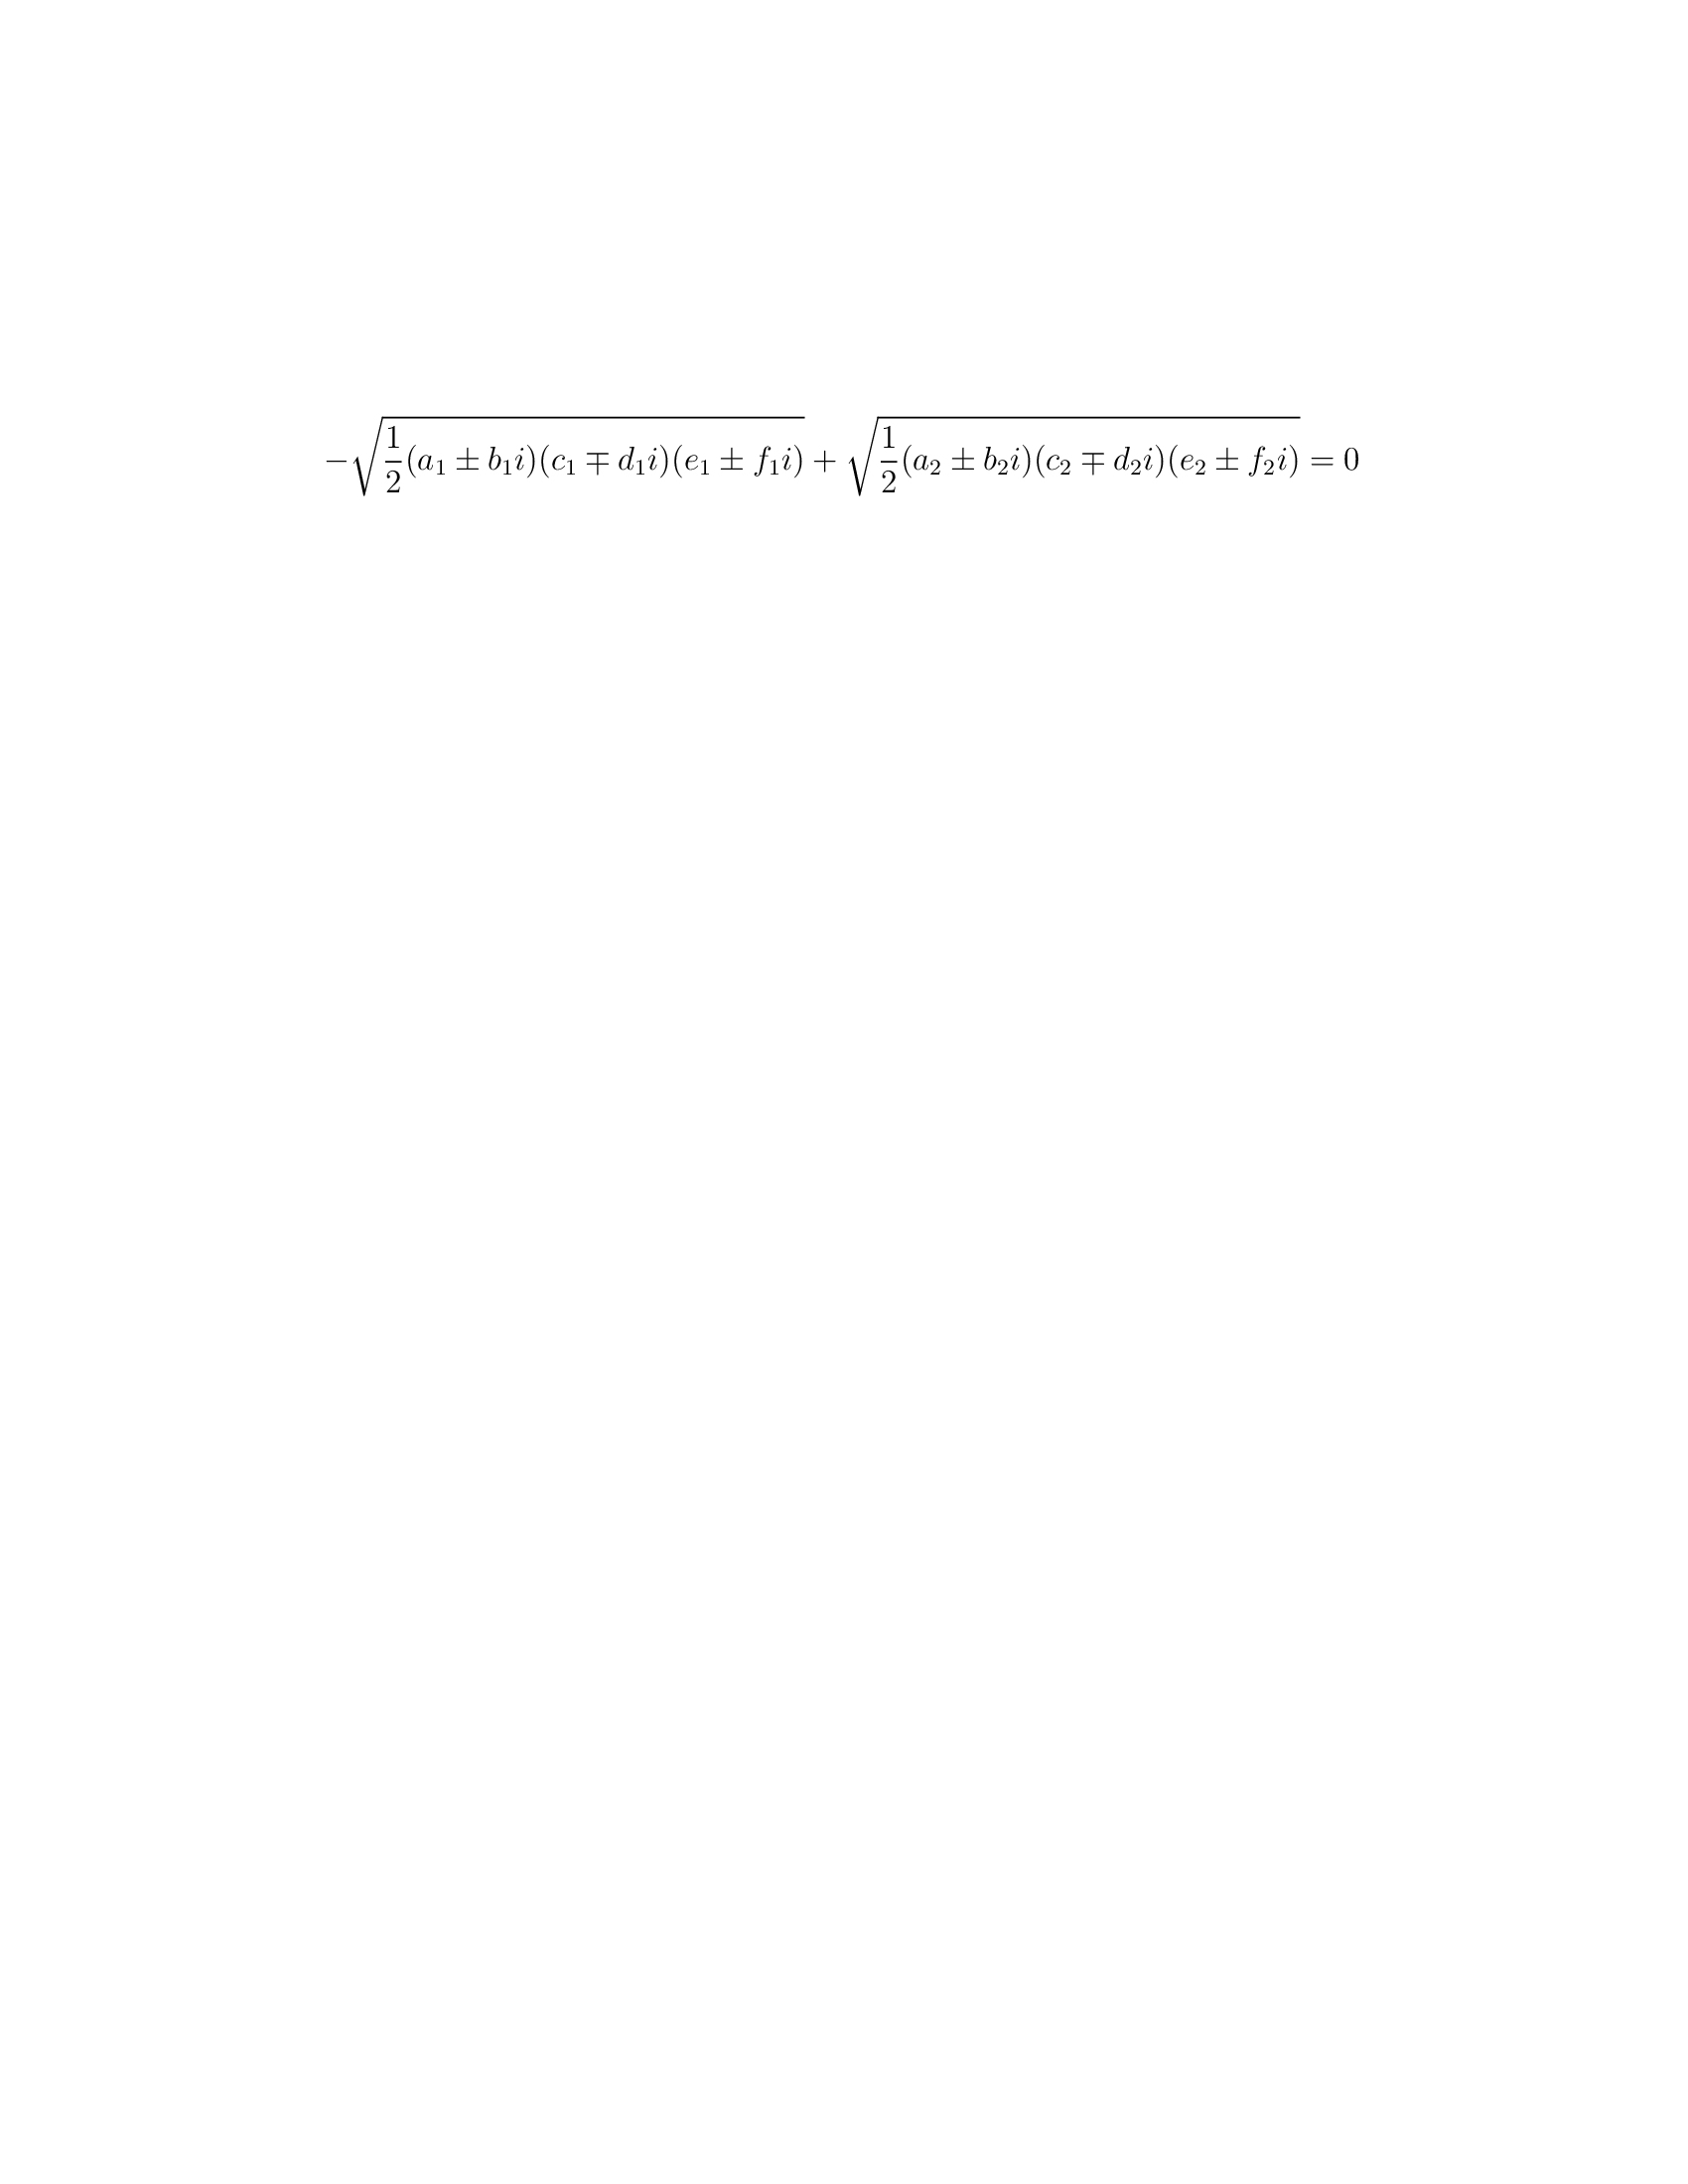 $-\sqrt{\frac{1}{2}(a_1 \pm b_1 i)(c_1 \mp d_1 i)(e_1 \pm f_1 i)} + \sqrt{\frac{1}{2}(a_2 \pm b_2 i)(c_2 \mp d_2 i)(e_2 \pm f_2 i)} = 0$